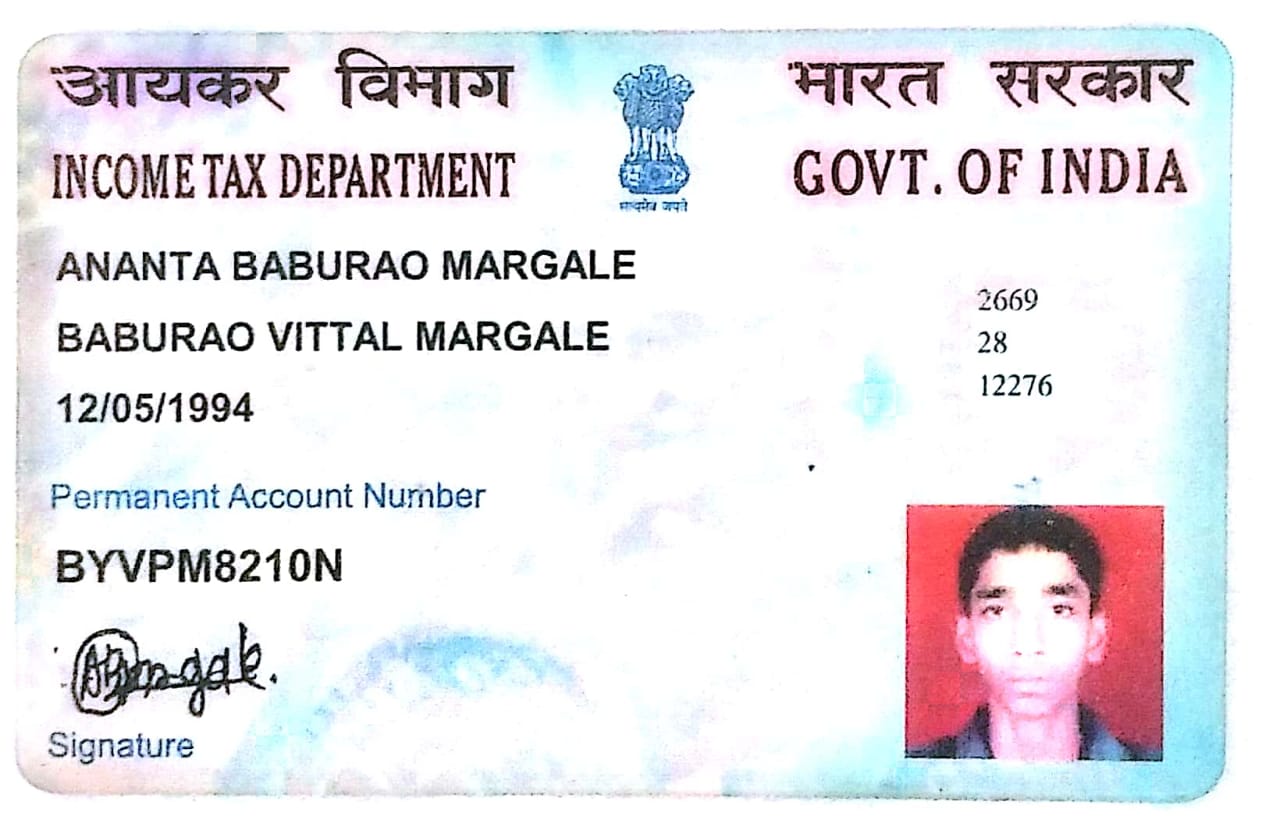 आयकर विभाग
INCOME TAX DEPARTMENT
सत्यमेव जयते
भारत सरकार
GOVT. OF INDIA
ANANTA BABURAO MARGALE
BABURAO VITTAL MARGALE
12/05/1994
2669
28
12276
Permanent Account Number
BYVPM8210N
Signature